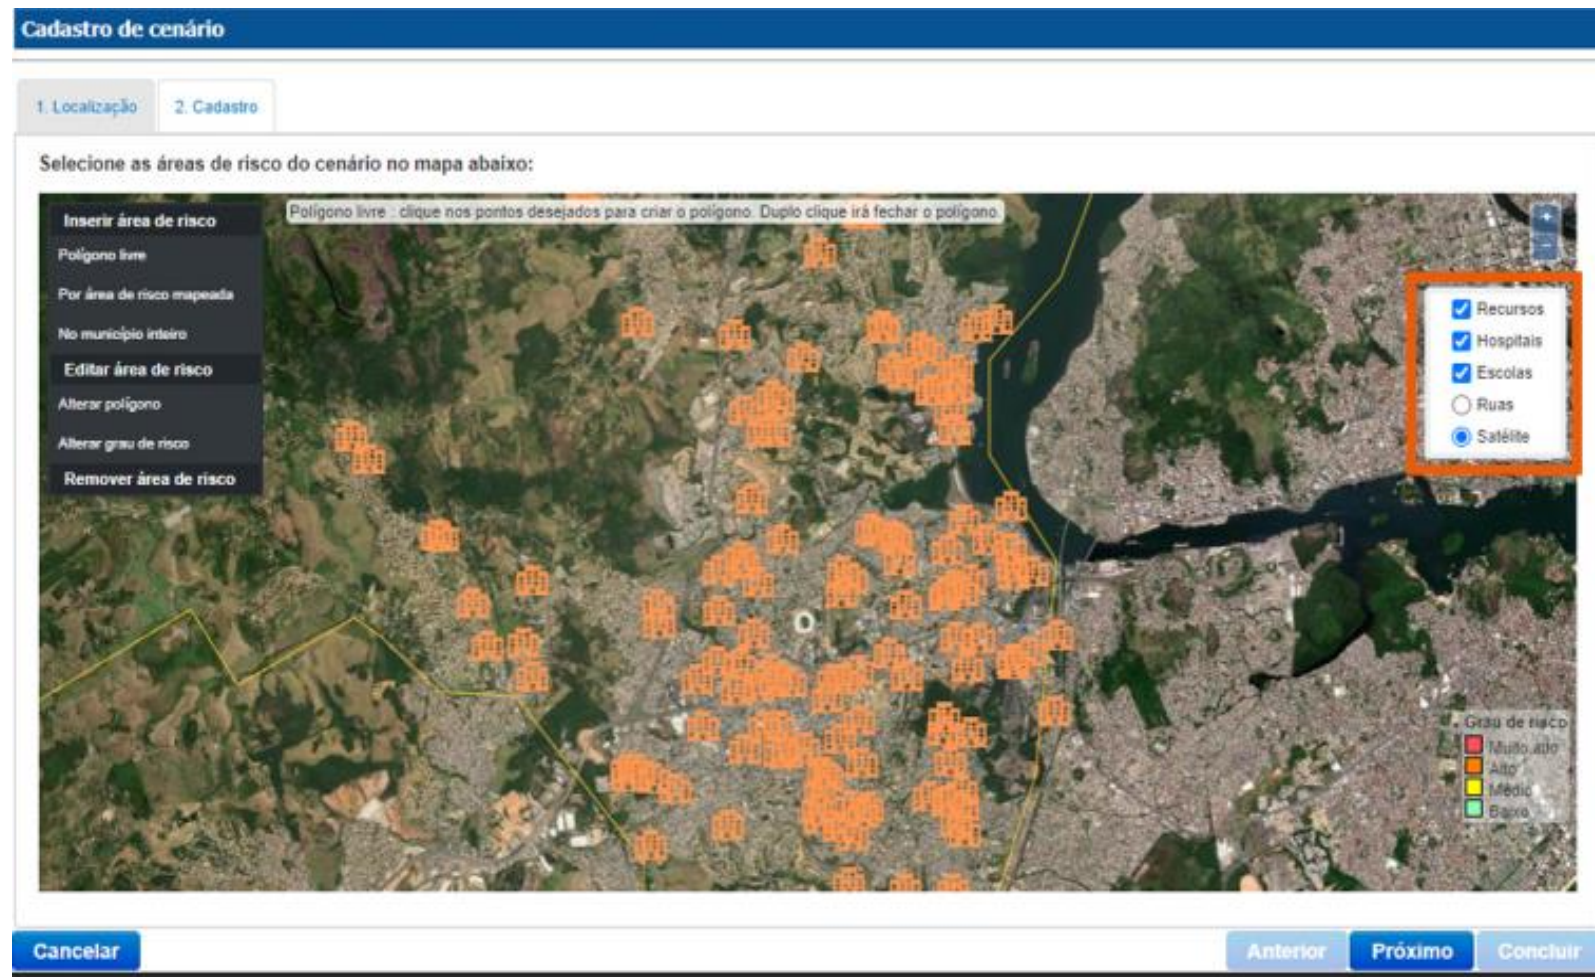 Cadastro de cenário
1. Localização
2. Cadastro
Selecione as áreas de risco do cenário no mapa abaixo:
Inserir área de risco
Polígono livre : clique nos pontos desejados para criar o polígono. Duplo clique irá fechar o polígono.
+
−
Polígono livre
Por área de risco mapeada
No município inteiro
Editar área de risco
Alterar polígono
Alterar grau de risco
Remover área de risco
Recursos
Hospitais
Escolas
Ruas
Satélite
Grau de risco
Muito alto
Alto
Médio
Baixo
Cancelar
Anterior
Próximo
Concluir